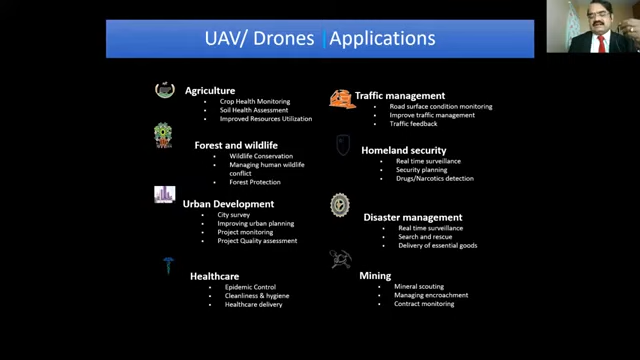 UAV/ Drones | Applications
Agriculture
• Crop Health Monitoring
• Soil Health Assessment
• Improved Resources Utilization
Forest and wildlife
• Wildlife Conservation
• Managing human wildlife
conflict
• Forest Protection
Urban Development
• City survey
• Improving urban planning
• Project monitoring
• Project Quality assessment
Healthcare
• Epidemic Control
• Cleanliness & hygiene
• Healthcare delivery
Traffic management
• Road surface condition monitoring
• Improve traffic management
• Traffic feedback
Homeland security
• Real time surveillance
• Security planning
• Drugs/Narcotics detection
Disaster management
• Real time surveillance
• Search and rescue
• Delivery of essential goods
Mining
• Mineral scouting
• Managing encroachment
• Contract monitoring